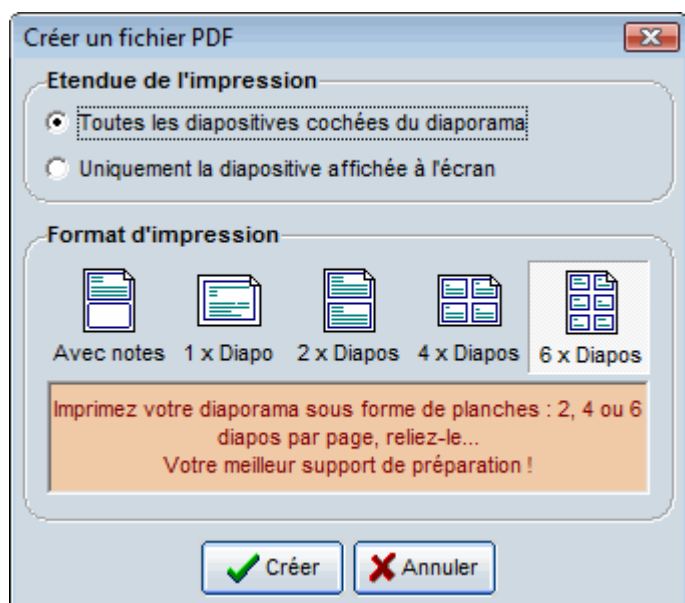 Créer un fichier PDF
Etendue de l'impression
Toutes les diapositives cochées du diaporama
Uniquement la diapositive affichée à l'écran
Format d'impression
Avec notes 1 x Diapo 2 x Diapos 4 x Diapos 6 x Diapos
Imprimez votre diaporama sous forme de planches : 2, 4 ou 6
diapos par page, reliez-le...
Votre meilleur support de préparation !
Créer Annuler